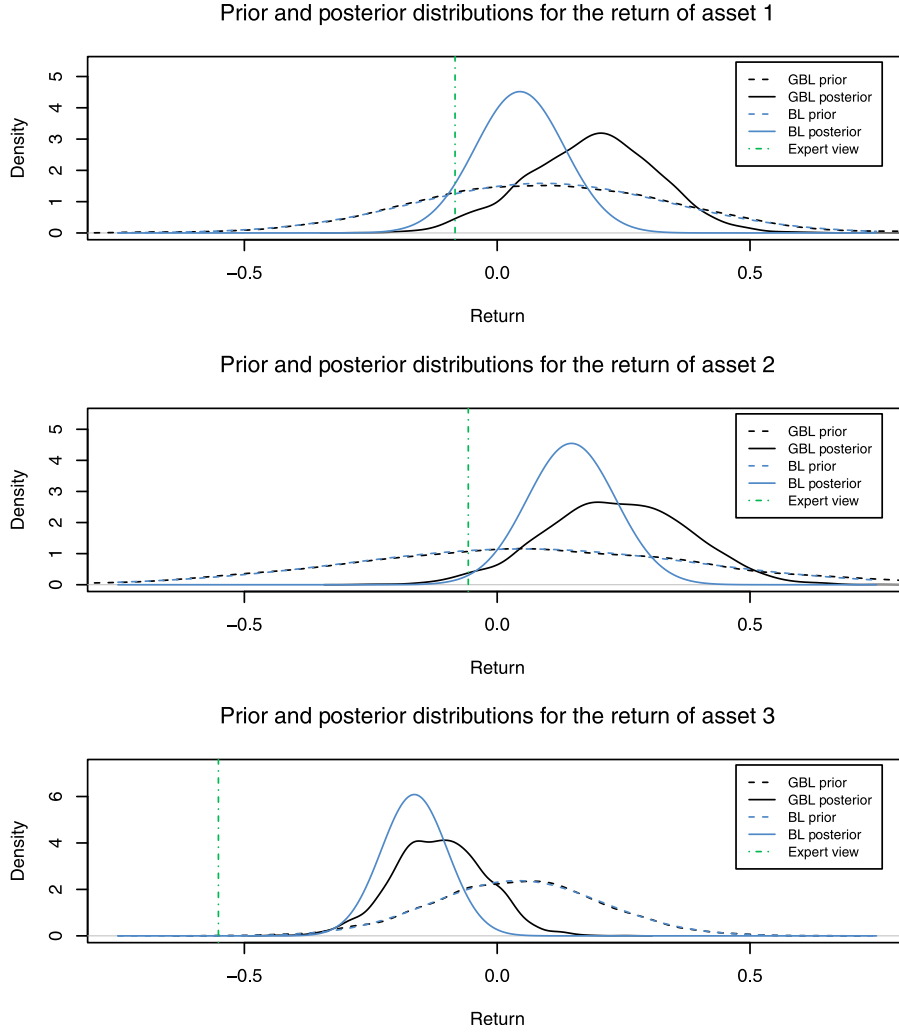 Prior and posterior distributions for the return of asset 1
Density
5
4
3
2
1
0
GBL prior
GBL posterior
BL prior
BL posterior
Expert view
−0.5
0.0
0.5
Return
Prior and posterior distributions for the return of asset 2
Density
5
4
3
2
1
0
GBL prior
GBL posterior
BL prior
BL posterior
Expert view
−0.5
0.0
0.5
Return
Prior and posterior distributions for the return of asset 3
Density
6
4
2
0
GBL prior
GBL posterior
BL prior
BL posterior
Expert view
−0.5
0.0
0.5
Return